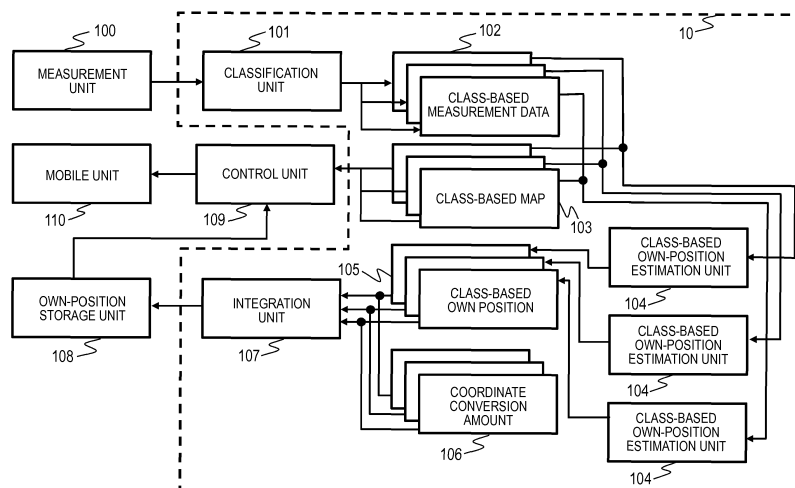 100
101
102
10
MEASUREMENT
UNIT
CLASSIFICATION
UNIT
CLASS-BASED
MEASUREMENT DATA
MOBILE UNIT
110
CONTROL UNIT
109
CLASS-BASED MAP
103
105
CLASS-BASED
OWN POSITION
CLASS-BASED
OWN-POSITION
ESTIMATION UNIT
104
OWN-POSITION
STORAGE UNIT
108
INTEGRATION
UNIT
107
CLASS-BASED
OWN-POSITION
ESTIMATION UNIT
104
COORDINATE
CONVERSION
AMOUNT
106
CLASS-BASED
OWN-POSITION
ESTIMATION UNIT
104